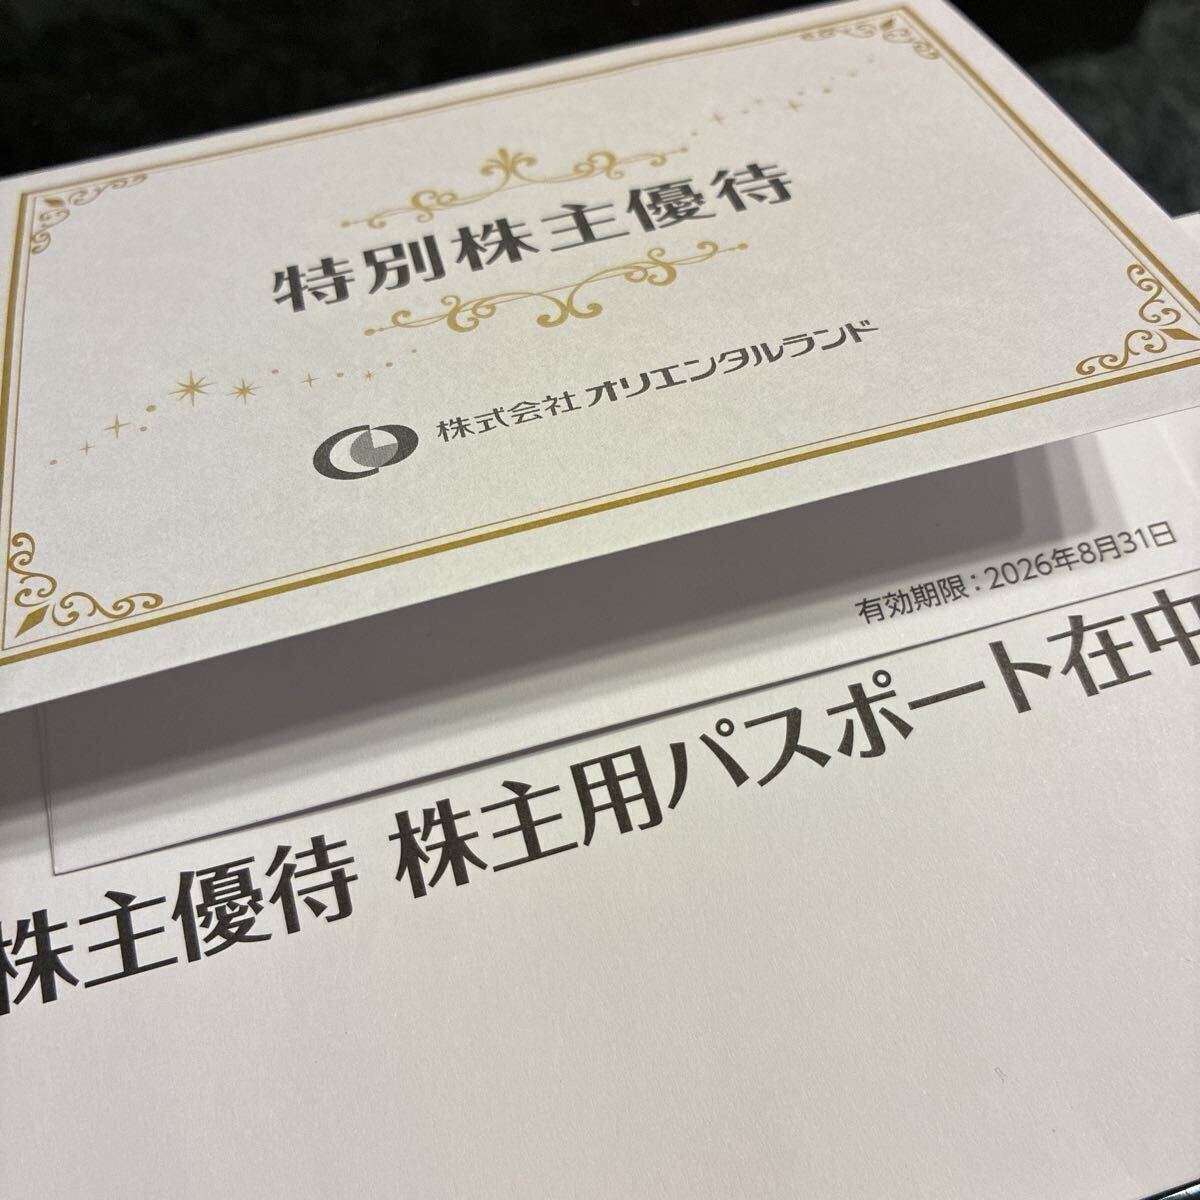 特別株主優待
株式会社オリエンタルランド
有効期限：2026年8月31日
株主優待 株主用パスポート在中